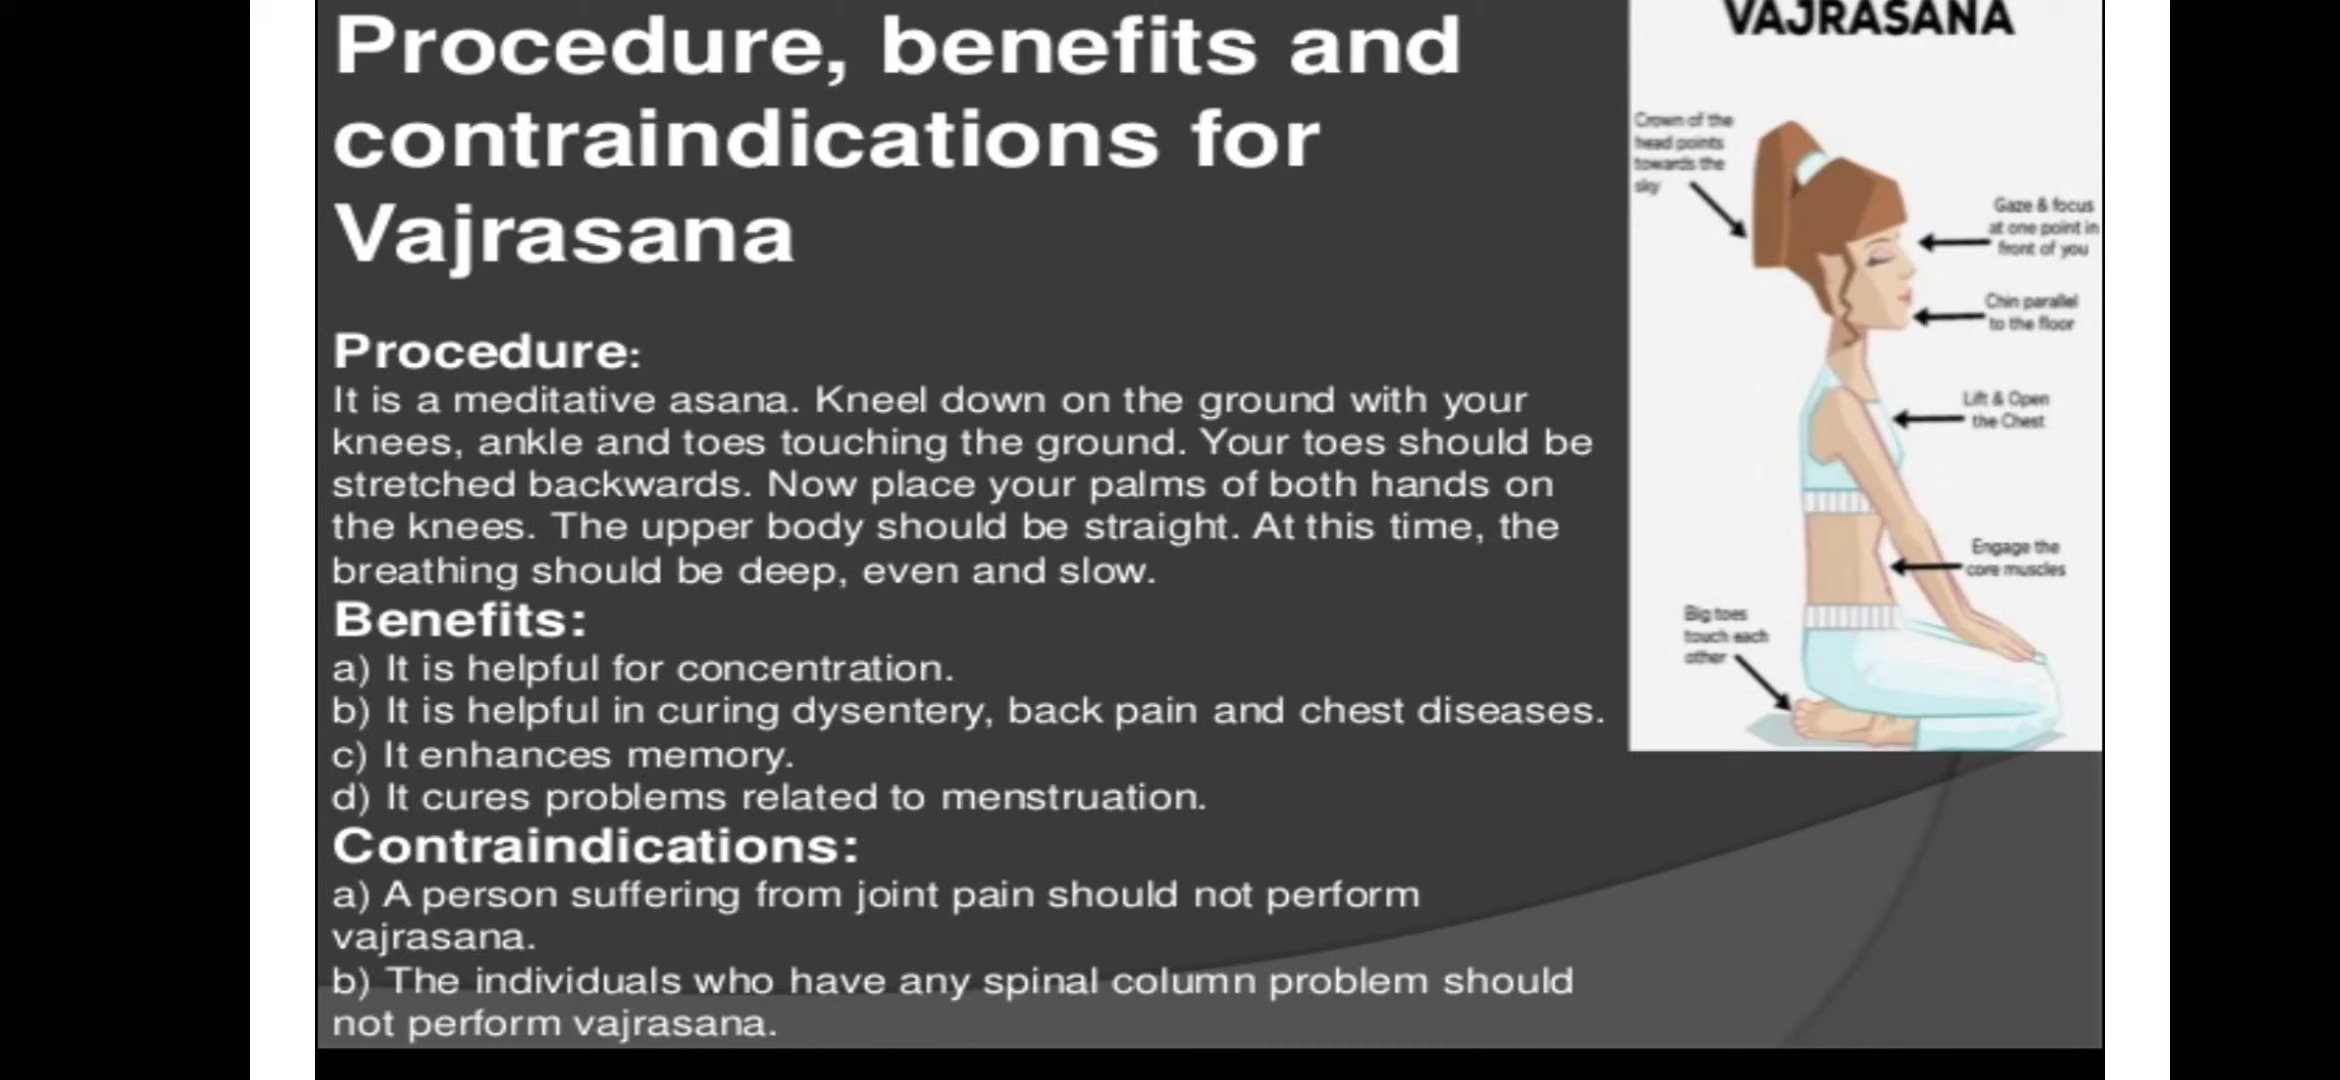 Procedure, benefits and
contraindications for
Vajrasana
Procedure:
It is a meditative asana. Kneel down on the ground with your
knees, ankle and toes touching the ground. Your toes should be
stretched backwards. Now place your palms of both hands on
the knees. The upper body should be straight. At this time, the
breathing should be deep, even and slow.
Benefits:
a) It is helpful for concentration.
b) It is helpful in curing dysentery, back pain and chest diseases.
c) It enhances memory.
d) It cures problems related to menstruation.
Contraindications:
a) A person suffering from joint pain should not perform
vajrasana.
b) The individuals who have any spinal column problem should
not perform vajrasana.
VAJRASANA
Crown of the
head points
towards the
sky
Gaze & focus
at one point in
front of you
Chin parallel
to the floor
Lift & Open
the Chest
Engage the
core muscles
Big toes
touch each
other